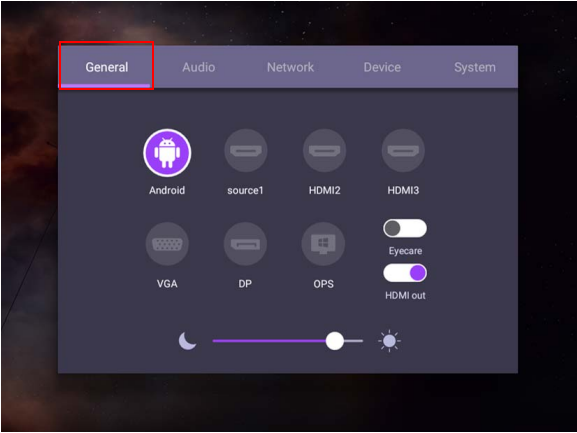 General Audio Network Device System
Android source1 HDMI2 HDMI3
Eyecare
VGA DP OPS
HDMI out